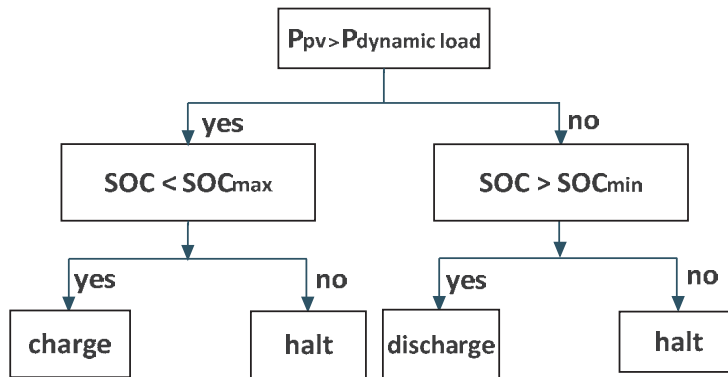 Ppv>Pdynamic load
yes
no
SOC < SOCmax
SOC > SOCmin
yes
no
yes
no
charge
halt
discharge
halt